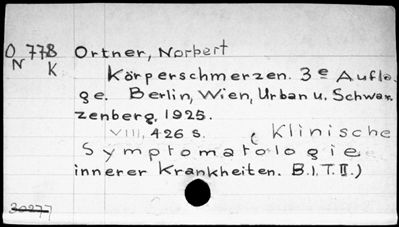 O 778 Ortner, Norbert
N K Körperschmerzen. 3e Aufla-
ge. Berlin, Wien, Urban u. Schwar-
zenberg, 1925.
VIII, 426 S. (Klinische
Symptomatologie
innerer Krankheiten. B.I.T.II.)
30277